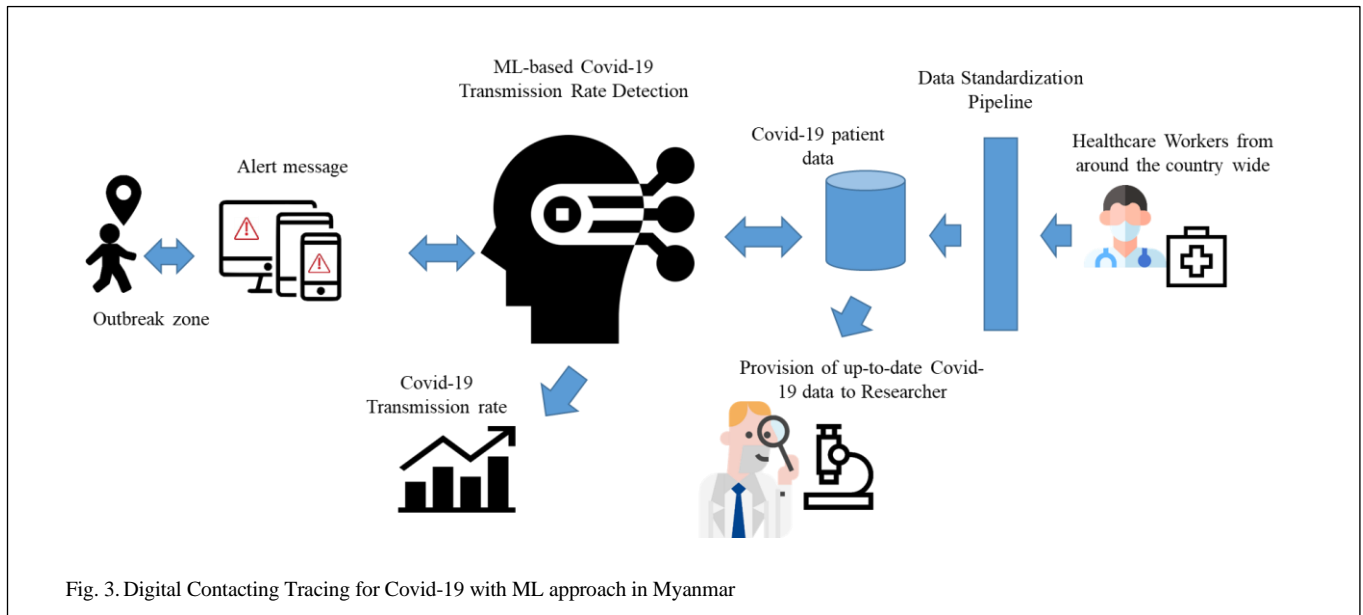 ML-based Covid-19
Transmission Rate Detection
Data Standardization
Pipeline
Covid-19 patient
data
Healthcare Workers from
around the country wide
Alert message
Outbreak zone
Covid-19
Transmission rate
Provision of up-to-date Covid-
19 data to Researcher
Fig. 3. Digital Contacting Tracing for Covid-19 with ML approach in Myanmar